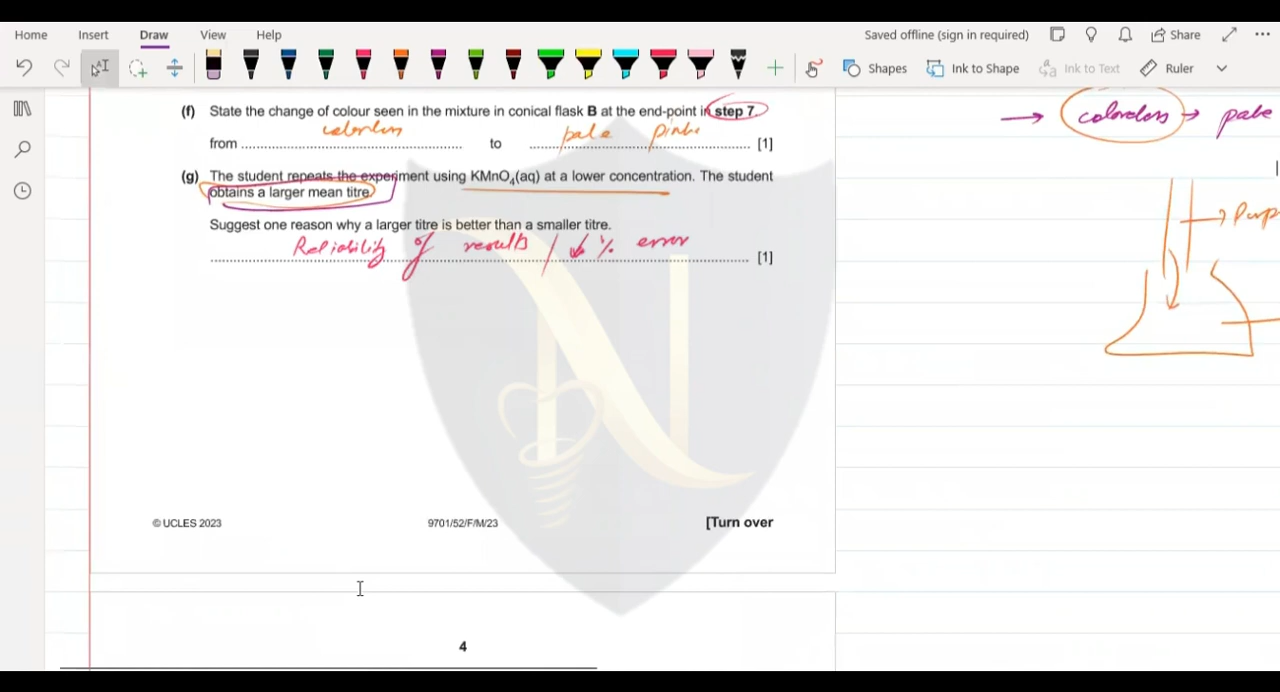 Home Insert Draw View Help
Saved offline (sign in required) Share
Shapes Ink to Shape Ink to Text Ruler
(f) State the change of colour seen in the mixture in conical flask B at the end-point in step 7.
colorless pale pink
from to [1]
(g) The student repeats the experiment using KMnO₄(aq) at a lower concentration. The student
obtains a larger mean titre.
Suggest one reason why a larger titre is better than a smaller titre.
Reliability of results / ↓ % error
[1]
© UCLES 2023 9701/52/F/M/23 [Turn over
4
→ colorless → pale
→ Purp